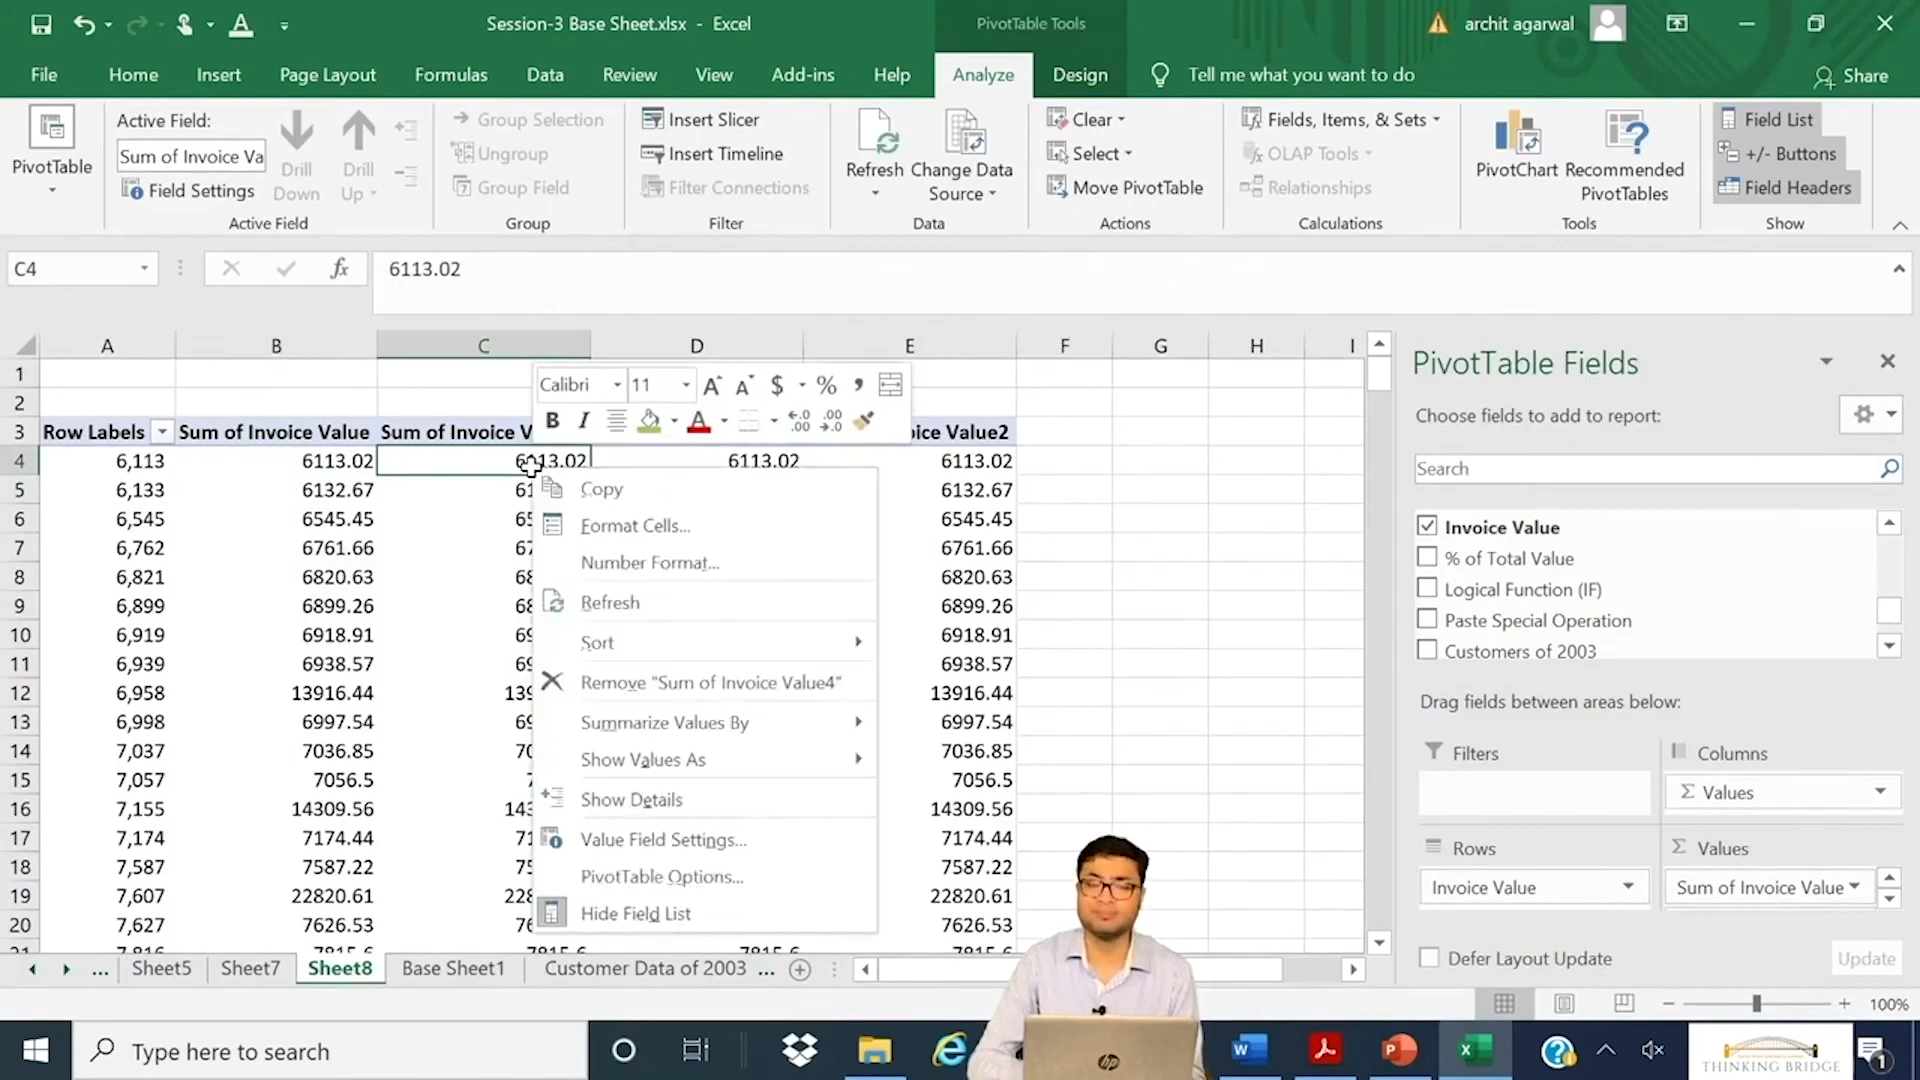 Session-3 Base Sheet.xlsx - Excel
PivotTable Tools
archit agarwal
File Home Insert Page Layout Formulas Data Review View Add-ins Help Analyze Design Tell me what you want to do Share
PivotTable
Active Field:
Sum of Invoice Va
Field Settings
Drill Down
Drill Up
Active Field
Group Selection
Ungroup
Group Field
Group
Insert Slicer
Insert Timeline
Filter Connections
Filter
Refresh
Change Data Source
Data
Clear
Select
Move PivotTable
Actions
Fields, Items, & Sets
OLAP Tools
Relationships
Calculations
PivotChart
Recommended PivotTables
Tools
Field List
+/- Buttons
Field Headers
Show
C4 fx 6113.02
A B C D E F G H I
1
2
3 Row Labels Sum of Invoice Value Sum of Invoice V oice Value2
4 6,113 6113.02 6113.02 6113.02 6113.02
5 6,133 6132.67 61 6132.67
6 6,545 6545.45 65 6545.45
7 6,762 6761.66 67 6761.66
8 6,821 6820.63 68 6820.63
9 6,899 6899.26 68 6899.26
10 6,919 6918.91 69 6918.91
11 6,939 6938.57 69 6938.57
12 6,958 13916.44 139 13916.44
13 6,998 6997.54 69 6997.54
14 7,037 7036.85 70 7036.85
15 7,057 7056.5 7 7056.5
16 7,155 14309.56 143 14309.56
17 7,174 7174.44 71 7174.44
18 7,587 7587.22 75 7587.22
19 7,607 22820.61 228 22820.61
20 7,627 7626.53 76 7626.53
21 7,816 7815.6 7815.6 7815.6 7815.6
Calibri 11 $ % ,
B I A
Copy
Format Cells...
Number Format...
Refresh
Sort
Remove "Sum of Invoice Value4"
Summarize Values By
Show Values As
Show Details
Value Field Settings...
PivotTable Options...
Hide Field List
PivotTable Fields
Choose fields to add to report:
Search
Invoice Value
% of Total Value
Logical Function (IF)
Paste Special Operation
Customers of 2003
Drag fields between areas below:
Filters
Columns
Σ Values
Rows
Σ Values
Invoice Value
Sum of Invoice Value
Defer Layout Update
Update
... Sheet5 Sheet7 Sheet8 Base Sheet1 Customer Data of 2003 ...
100%
Type here to search
THINKING BRIDGE
1